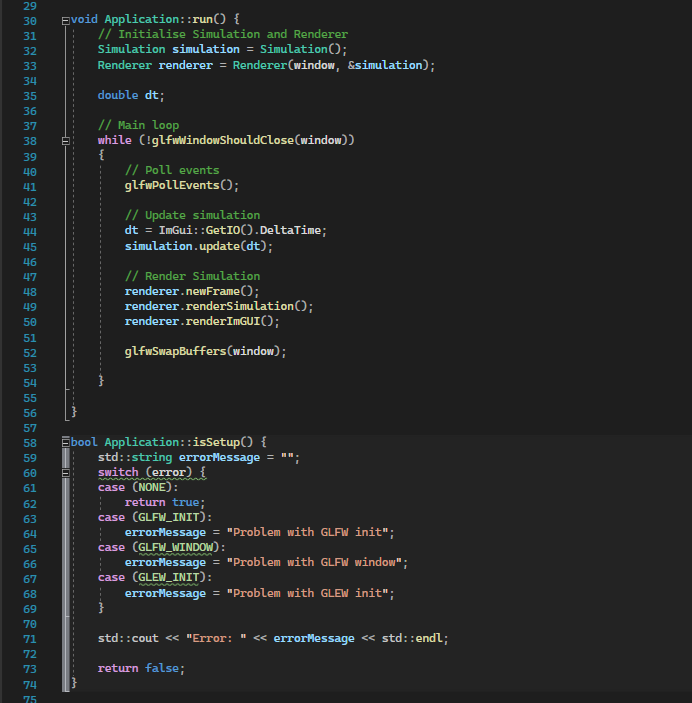 29
30 void Application::run() {
31 // Initialise Simulation and Renderer
32 Simulation simulation = Simulation();
33 Renderer renderer = Renderer(window, &simulation);
34
35 double dt;
36
37 // Main loop
38 while (!glfwWindowShouldClose(window))
39 {
40 // Poll events
41 glfwPollEvents();
42
43 // Update simulation
44 dt = ImGui::GetIO().DeltaTime;
45 simulation.update(dt);
46
47 // Render Simulation
48 renderer.newFrame();
49 renderer.renderSimulation();
50 renderer.renderImGUI();
51
52 glfwSwapBuffers(window);
53
54 }
55
56 }
57
58 bool Application::isSetup() {
59 std::string errorMessage = "";
60 switch (error) {
61 case (NONE):
62 return true;
63 case (GLFW_INIT):
64 errorMessage = "Problem with GLFW init";
65 case (GLFW_WINDOW):
66 errorMessage = "Problem with GLFW window";
67 case (GLEW_INIT):
68 errorMessage = "Problem with GLEW init";
69 }
70
71 std::cout << "Error: " << errorMessage << std::endl;
72
73 return false;
74 }
75